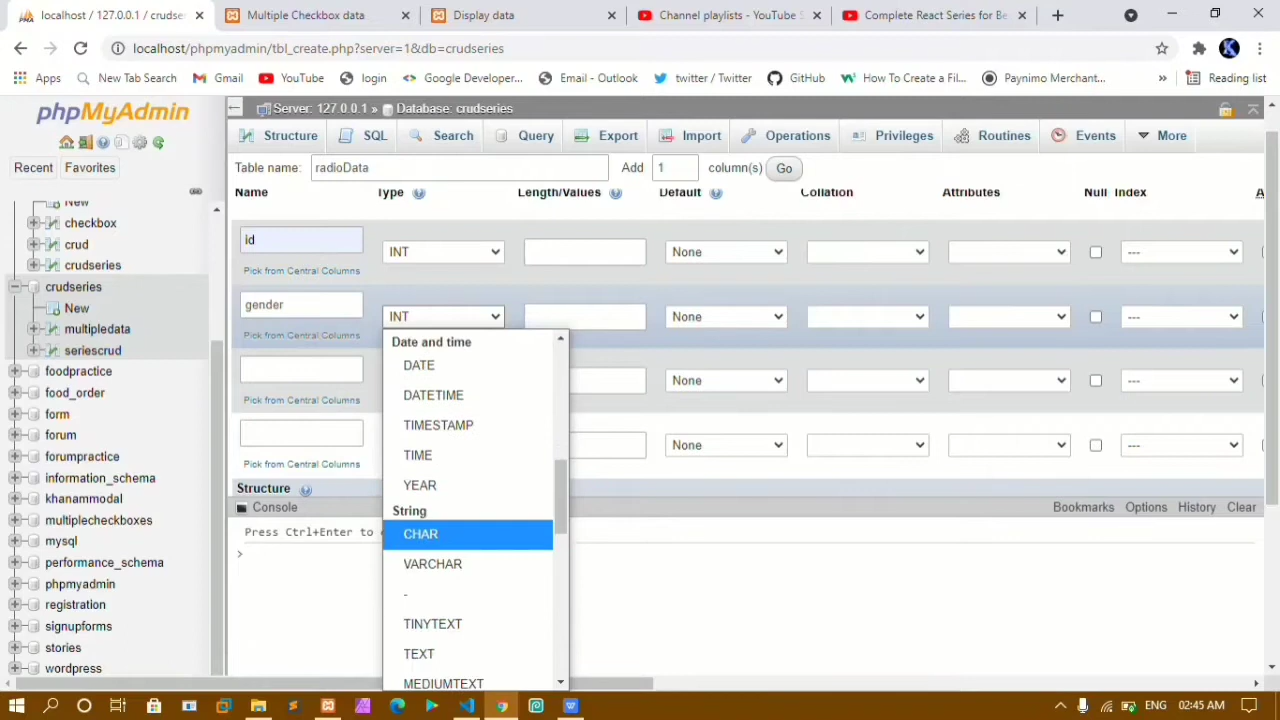 localhost / 127.0.0.1 / crudserie
Multiple Checkbox data
Display data
Channel playlists - YouTube S
Complete React Series for Be
localhost/phpmyadmin/tbl_create.php?server=1&db=crudseries
Apps
New Tab Search
Gmail
YouTube
login
Google Developer...
Email - Outlook
twitter / Twitter
GitHub
How To Create a Fil...
Paynimo Merchant...
»
Reading list
phpMyAdmin
Recent
Favorites
New
checkbox
crud
crudseries
crudseries
New
multipledata
seriescrud
foodpractice
food_order
form
forum
forumpractice
information_schema
khanammodal
multiplecheckboxes
mysql
performance_schema
phpmyadmin
registration
signupforms
stories
wordpress
Server: 127.0.0.1 » Database: crudseries
Structure
SQL
Search
Query
Export
Import
Operations
Privileges
Routines
Events
More
Table name: radioData Add 1 column(s) Go
Name Type Length/Values Default Collation Attributes Null Index A
id INT None ---
Pick from Central Columns
gender INT None ---
Pick from Central Columns
None ---
Pick from Central Columns
None ---
Pick from Central Columns
Date and time
DATE
DATETIME
TIMESTAMP
TIME
YEAR
String
CHAR
VARCHAR
-
TINYTEXT
TEXT
MEDIUMTEXT
Structure
Console
Bookmarks Options History Clear
Press Ctrl+Enter to
>
ENG 02:45 AM